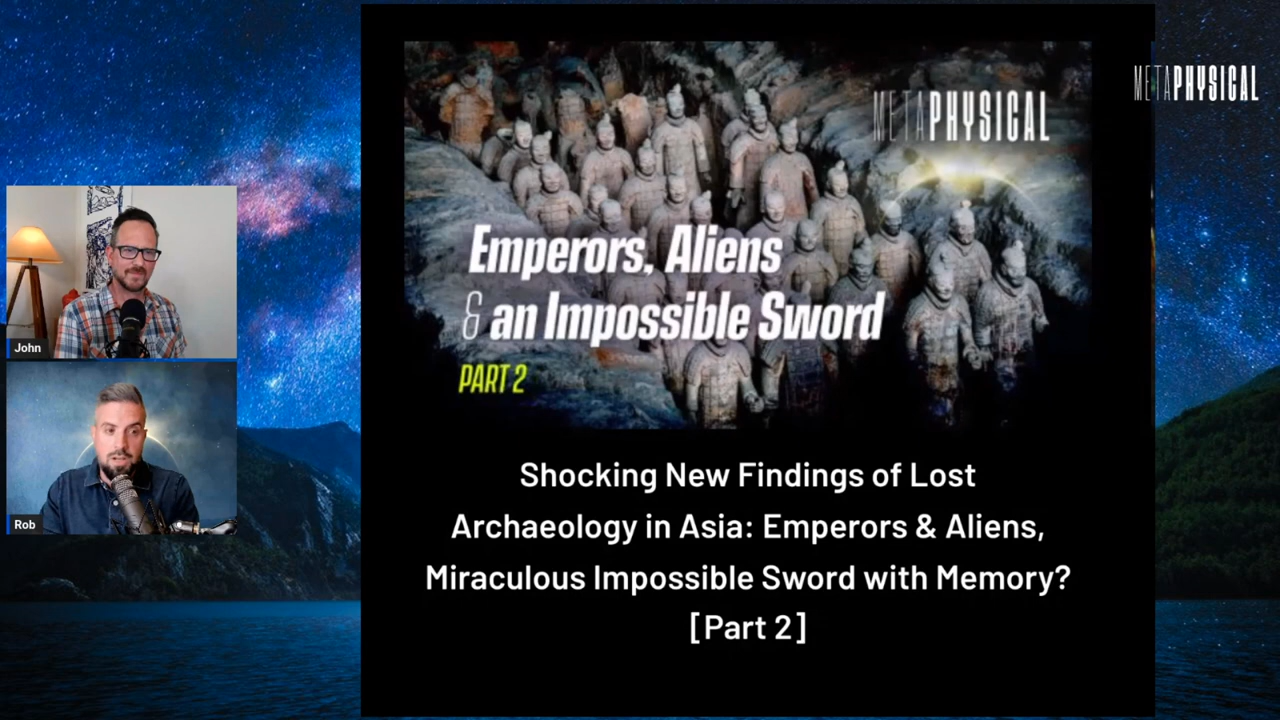 METAPHYSICAL
METAPHYSICAL
Emperors, Aliens
& an Impossible Sword
PART 2
John
Rob
Shocking New Findings of Lost
Archaeology in Asia: Emperors & Aliens,
Miraculous Impossible Sword with Memory?
[Part 2]